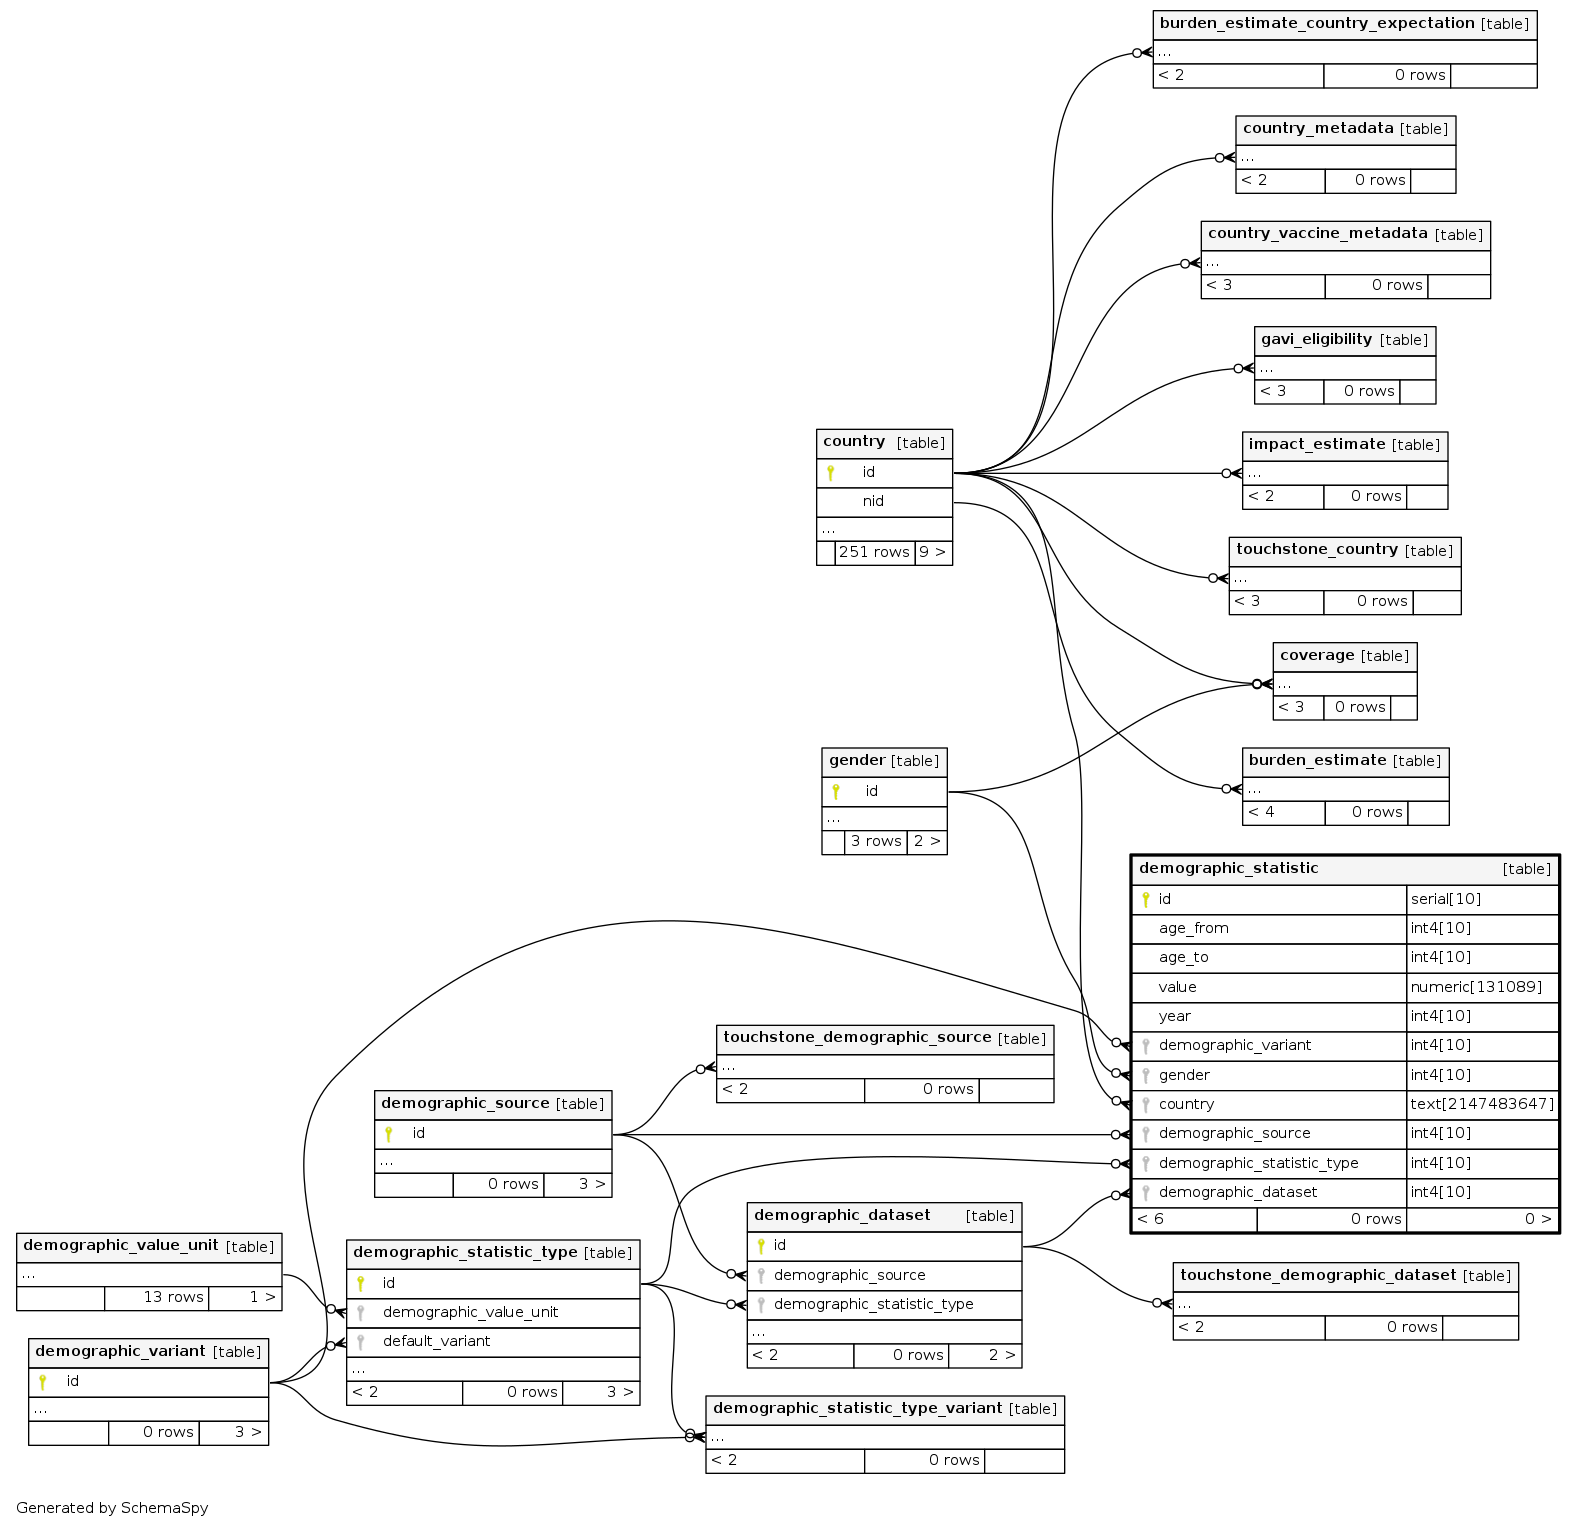 burden_estimate_country_expectation [table]
...
< 2 0 rows
country_metadata [table]
...
< 2 0 rows
country_vaccine_metadata [table]
...
< 3 0 rows
gavi_eligibility [table]
...
< 3 0 rows
country [table]
id
nid
...
251 rows 9 >
impact_estimate [table]
...
< 2 0 rows
touchstone_country [table]
...
< 3 0 rows
coverage [table]
...
< 3 0 rows
gender [table]
id
...
3 rows 2 >
burden_estimate [table]
...
< 4 0 rows
demographic_statistic [table]
id serial[10]
age_from int4[10]
age_to int4[10]
value numeric[131089]
year int4[10]
demographic_variant int4[10]
gender int4[10]
country text[2147483647]
demographic_source int4[10]
demographic_statistic_type int4[10]
demographic_dataset int4[10]
< 6 0 rows 0 >
touchstone_demographic_source [table]
...
< 2 0 rows
demographic_source [table]
id
...
0 rows 3 >
demographic_dataset [table]
id
demographic_source
demographic_statistic_type
...
< 2 0 rows 2 >
demographic_value_unit [table]
...
13 rows 1 >
demographic_statistic_type [table]
id
demographic_value_unit
default_variant
...
< 2 0 rows 3 >
touchstone_demographic_dataset [table]
...
< 2 0 rows
demographic_variant [table]
id
...
0 rows 3 >
demographic_statistic_type_variant [table]
...
< 2 0 rows
Generated by SchemaSpy